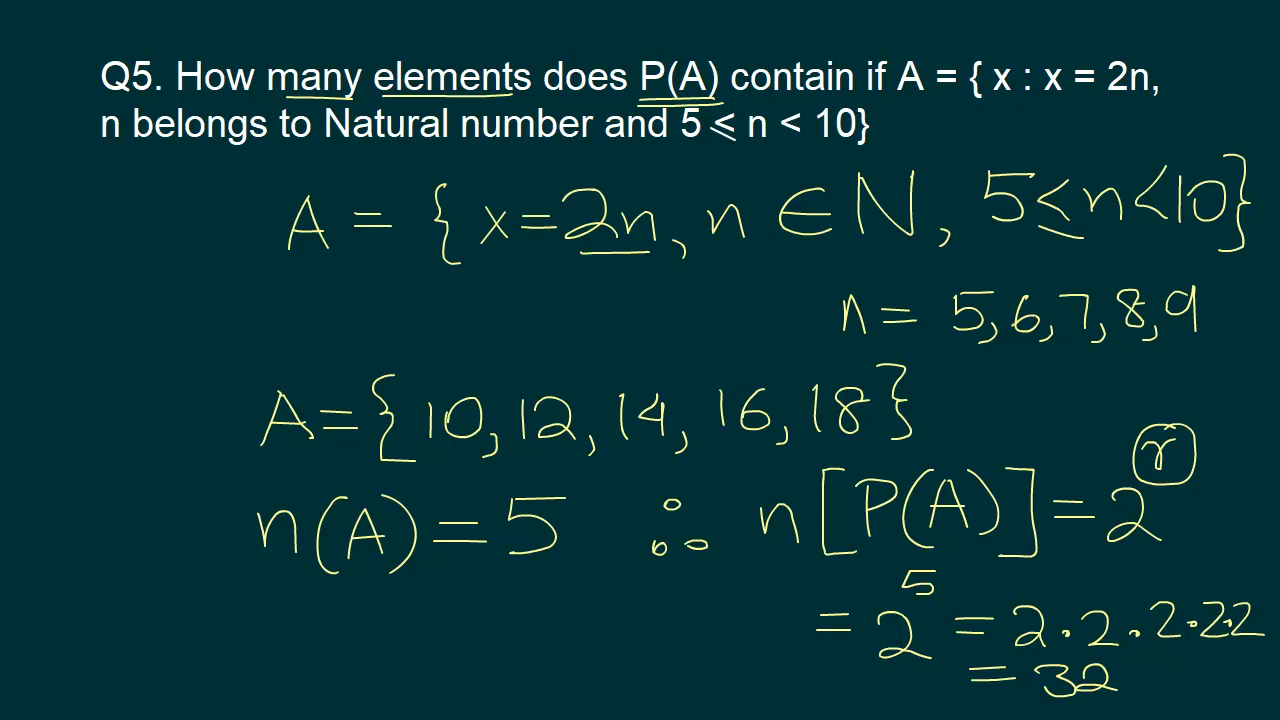 Q5. How many elements does P(A) contain if A = { x : x = 2n,
n belongs to Natural number and 5 ⩽ n < 10}
A = { x=2n, n ∈ N, 5⩽n<10}
n = 5,6,7,8,9
A={10, 12, 14, 16, 18}
n(A)=5 ∴ n[P(A)]=2^r
= 2^5 = 2.2.2.2.2
= 32